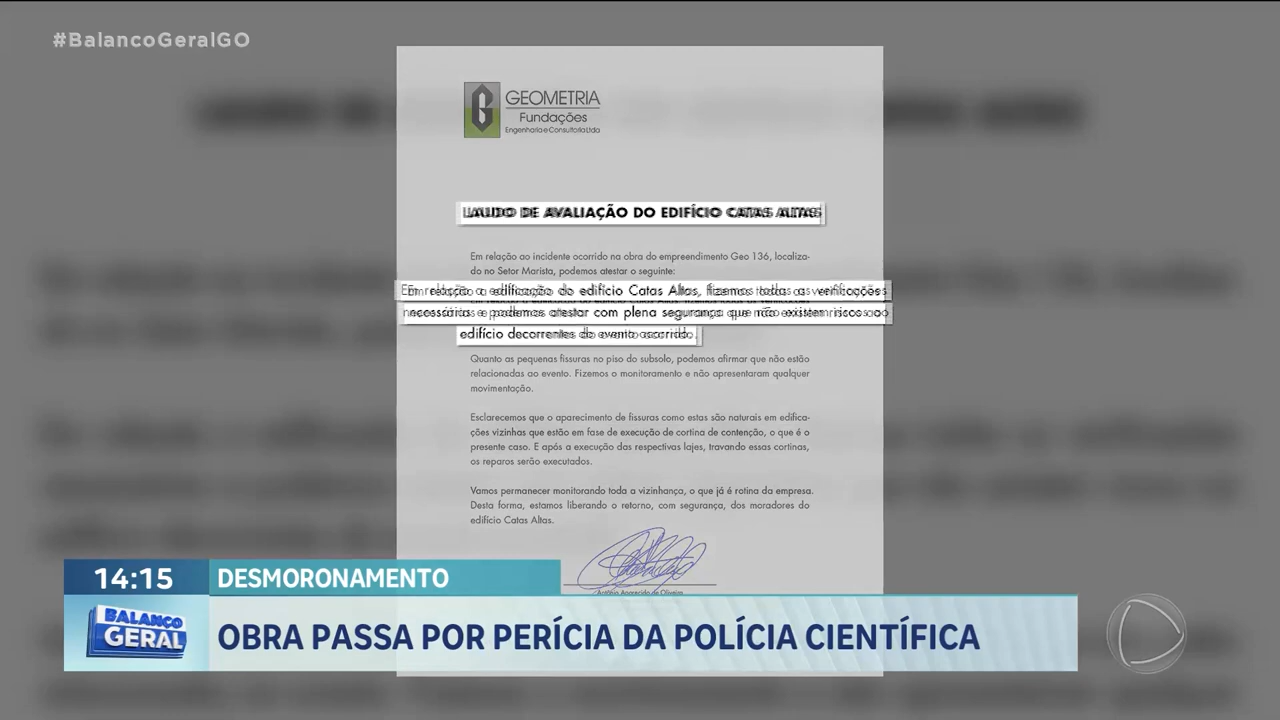 #BalancoGeralGO
GEOMETRIA
Fundações
Engenharia e Consultoria Ltda
LAUDO DE AVALIAÇÃO DO EDIFÍCIO CATAS ALTAS
Em relação ao incidente ocorrido na obra do empreendimento Geo 136, localiza-
do no Setor Marista, podemos atestar o seguinte:
Em relação a edificação do edifício Catas Altas, fizemos todas as verificações
necessárias e podemos atestar com plena segurança que não existem riscos ao
edifício decorrentes do evento ocorrido.
Quanto as pequenas fissuras no piso do subsolo, podemos afirmar que não estão
relacionadas ao evento. Fizemos o monitoramento e não apresentaram qualquer
movimentação.
Esclarecemos que o aparecimento de fissuras como estas são naturais em edifica-
ções vizinhas que estão em fase de execução de cortina de contenção, o que é o
presente caso. E após a execução das respectivas lajes, travando essas cortinas,
os reparos serão executados.
Vamos permanecer monitorando toda a vizinhança, o que já é rotina da empresa.
Desta forma, estamos liberando o retorno, com segurança, dos moradores do
edifício Catas Altas.
Antônio Aparecido de Oliveira
14:15 DESMORONAMENTO
BALANCO
GERAL
OBRA PASSA POR PERÍCIA DA POLÍCIA CIENTÍFICA